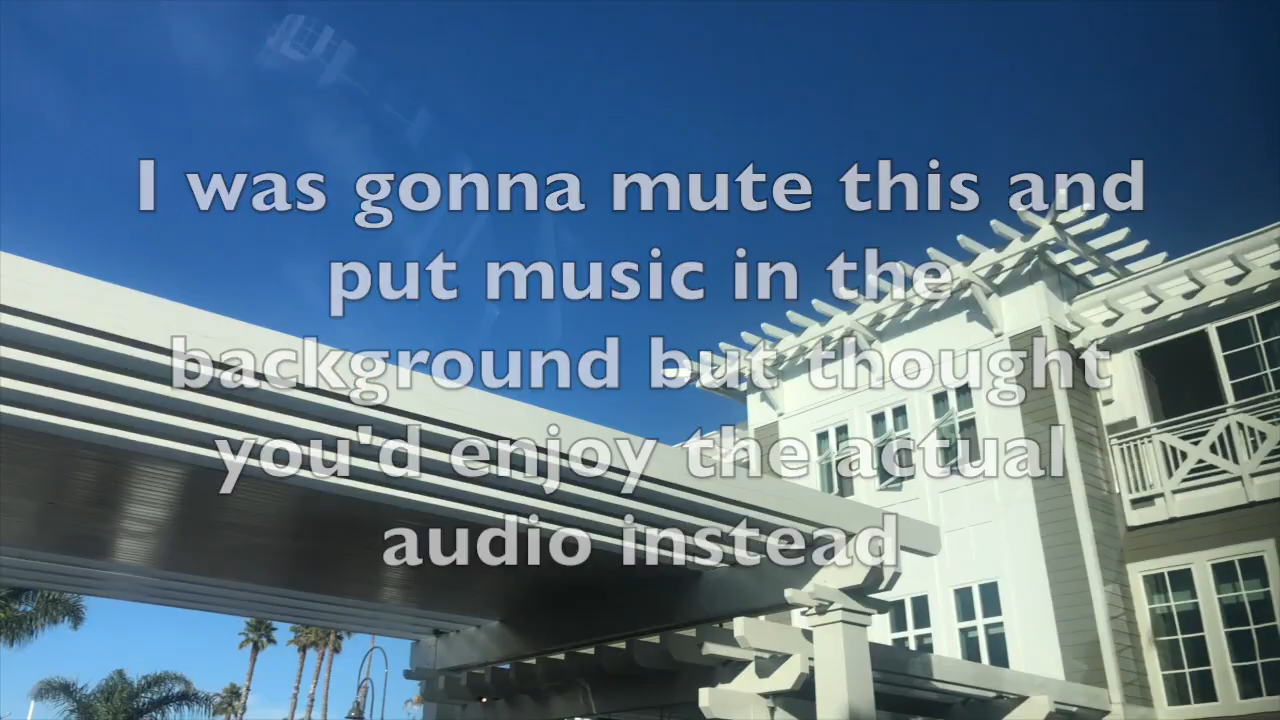 I was gonna mute this and
put music in the
background but thought
you'd enjoy the actual
audio instead